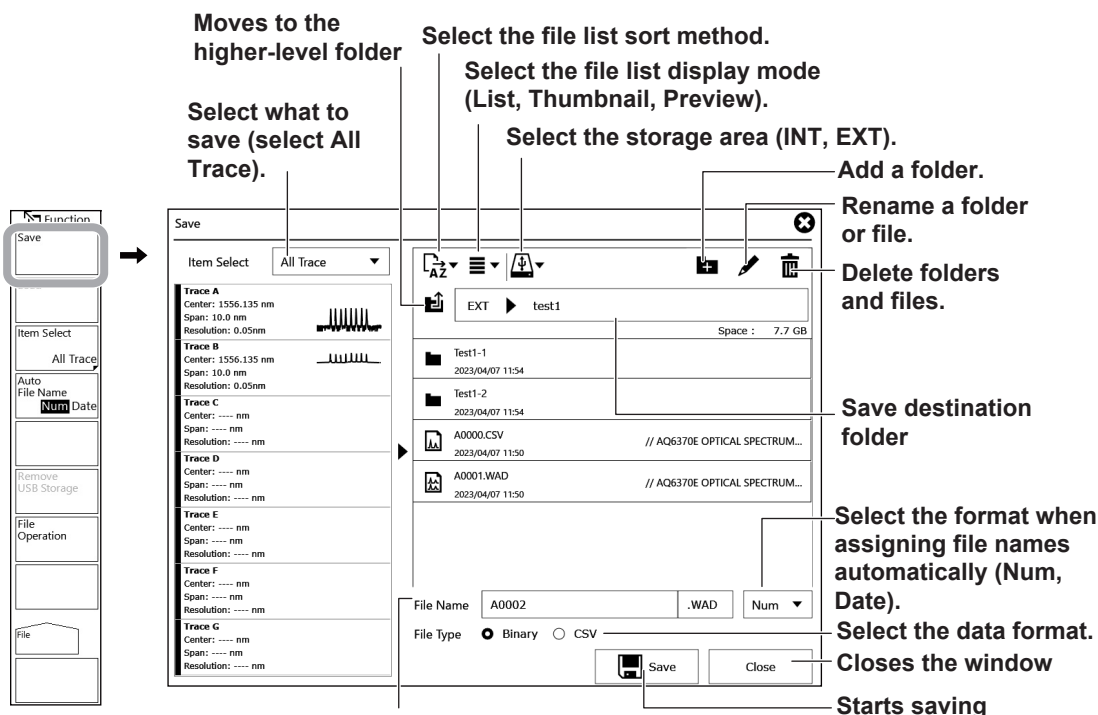 Moves to the
higher-level folder
Select the file list sort method.
Select the file list display mode
(List, Thumbnail, Preview).
Select what to
save (select All
Trace).
Select the storage area (INT, EXT).
Add a folder.
Rename a folder
or file.
Delete folders
and files.
Function
Save
Item Select
All Trace
Auto
File Name
Num Date
Remove
USB Storage
File
Operation
File
Save
Item Select All Trace
Trace A
Center: 1556.135 nm
Span: 10.0 nm
Resolution: 0.05nm
Trace B
Center: 1556.135 nm
Span: 10.0 nm
Resolution: 0.05nm
Trace C
Center: ---- nm
Span: ---- nm
Resolution: ---- nm
Trace D
Center: ---- nm
Span: ---- nm
Resolution: ---- nm
Trace E
Center: ---- nm
Span: ---- nm
Resolution: ---- nm
Trace F
Center: ---- nm
Span: ---- nm
Resolution: ---- nm
Trace G
Center: ---- nm
Span: ---- nm
Resolution: ---- nm
AZ
EXT test1
Space : 7.7 GB
Test1-1
2023/04/07 11:54
Test1-2
2023/04/07 11:54
A0000.CSV // AQ6370E OPTICAL SPECTRUM...
2023/04/07 11:50
A0001.WAD // AQ6370E OPTICAL SPECTRUM...
2023/04/07 11:50
File Name A0002 .WAD Num
File Type Binary CSV
Save Close
Save destination
folder
Select the format when
assigning file names
automatically (Num,
Date).
Select the data format.
Closes the window
Starts saving